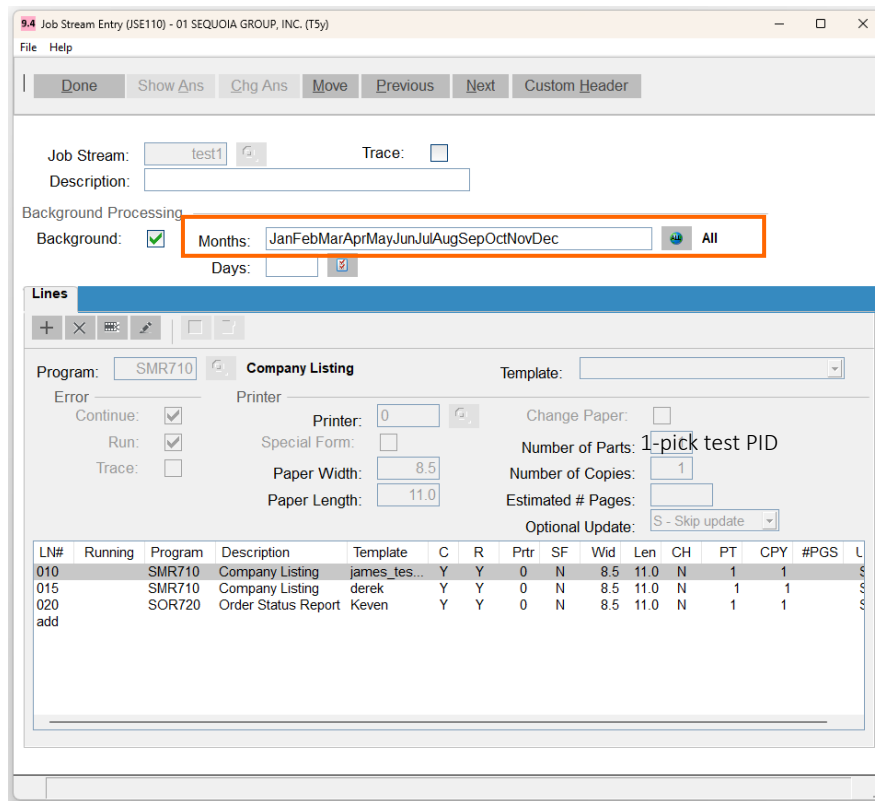 9.4 Job Stream Entry (JSE110) - 01 SEQUOIA GROUP, INC. (T5y)
File Help
Done Show Ans Chg Ans Move Previous Next Custom Header
Job Stream: test1 Trace:
Description:
Background Processing
Background: Months: JanFebMarAprMayJunJulAugSepOctNovDec All
Days:
Lines
Program: SMR710 Company Listing Template:
Error Printer
Continue: Printer: 0 Change Paper:
Run: Special Form: Number of Parts: 1-pick test PID
Trace: Paper Width: 8.5 Number of Copies: 1
Paper Length: 11.0 Estimated # Pages:
Optional Update: S - Skip update
LN# Running Program Description Template C R Prtr SF Wid Len CH PT CPY #PGS U
010 SMR710 Company Listing james_tes... Y Y 0 N 8.5 11.0 N 1 1 S
015 SMR710 Company Listing derek Y Y 0 N 8.5 11.0 N 1 1 S
020 SOR720 Order Status Report Keven Y Y 0 N 8.5 11.0 N 1 1 S
add